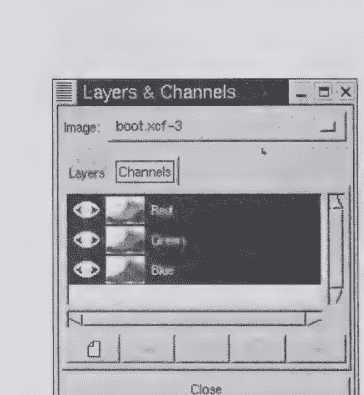 Layers & Channels
Image: boot.xcf-3
Layers Channels
Red
Green
Blue
Close